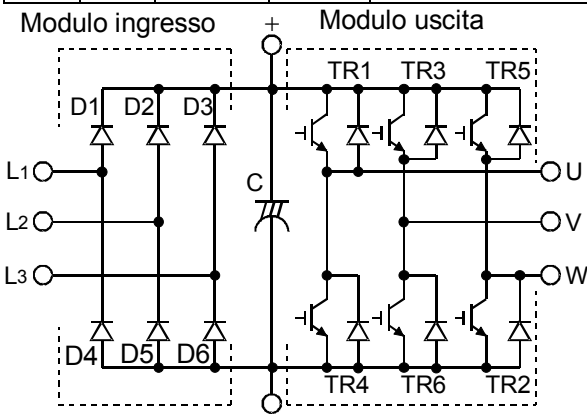 Modulo ingresso
Modulo uscita
+
TR1 TR3 TR5
D1 D2 D3
L1
C
U
L2
V
L3
W
D4 D5 D6
TR4 TR6 TR2